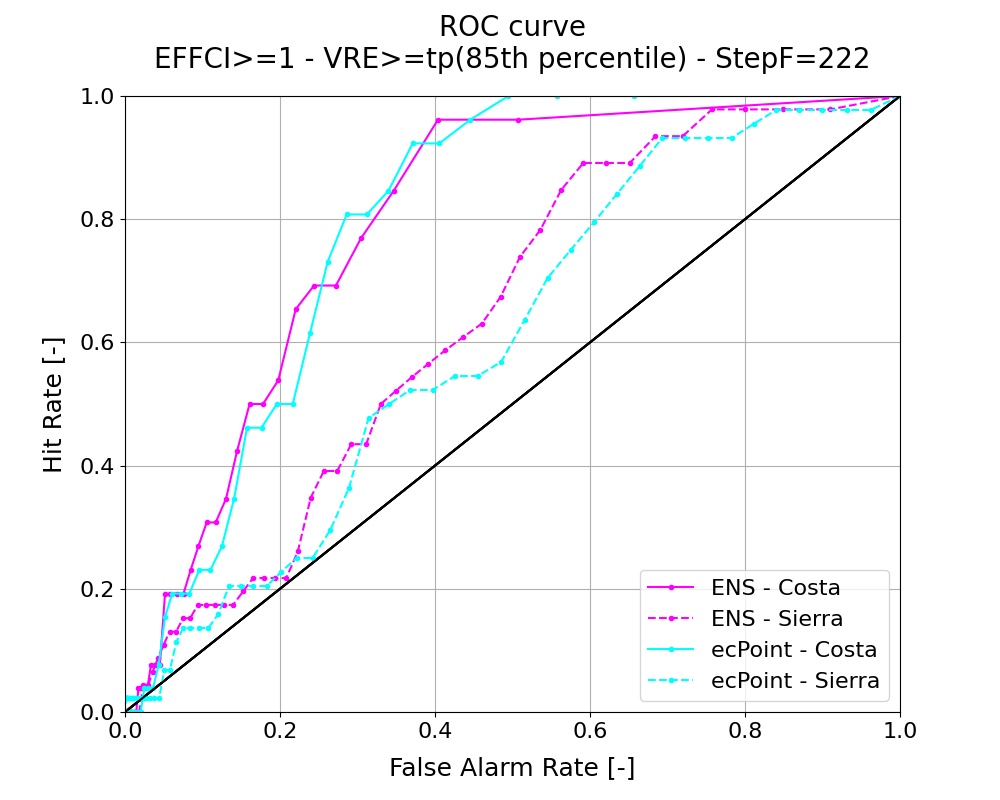 ROC curve
EFFCI>=1 - VRE>=tp(85th percentile) - StepF=222
1.0
0.8
0.6
0.4
0.2
0.0
Hit Rate [-]
0.0 0.2 0.4 0.6 0.8 1.0
False Alarm Rate [-]
ENS - Costa
ENS - Sierra
ecPoint - Costa
ecPoint - Sierra